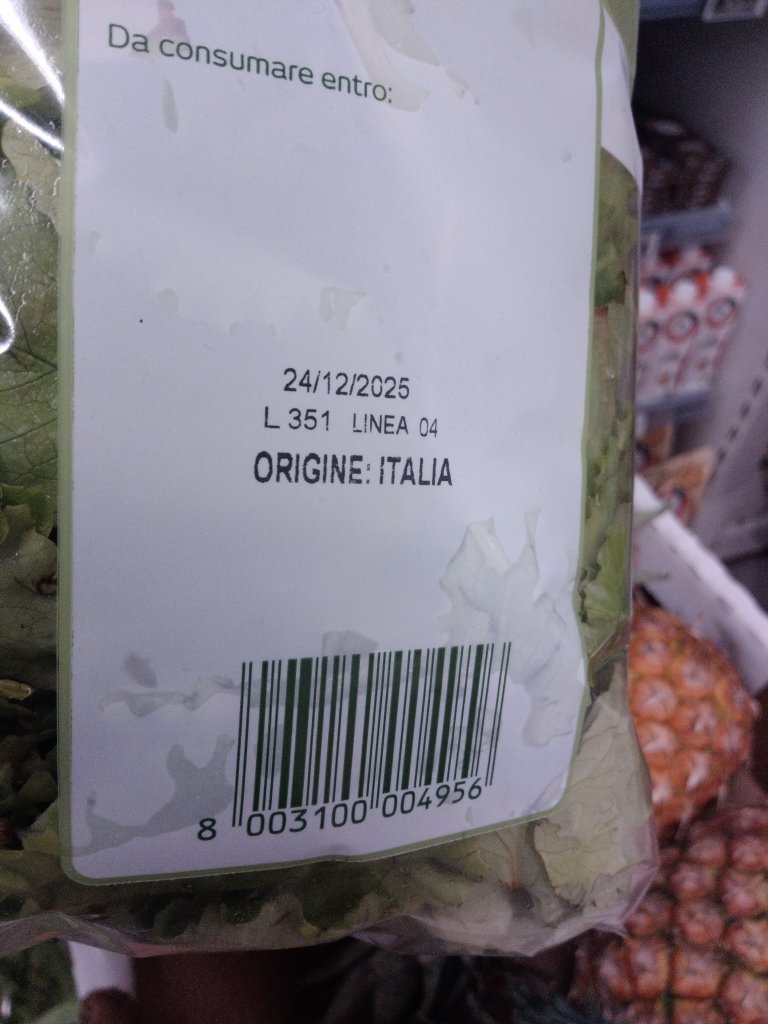 Da consumare entro:
24/12/2025
L 351 LINEA 04
ORIGINE: ITALIA
8 003100 004956